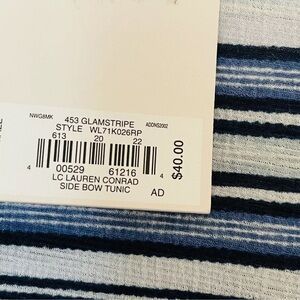 NWG8MK 453 GLAMSTRIPE ADDNS2002
STYLE WL71K026RP
613 20 22
4 00529 61216 4
LC LAUREN CONRAD
SIDE BOW TUNIC AD
$40.00